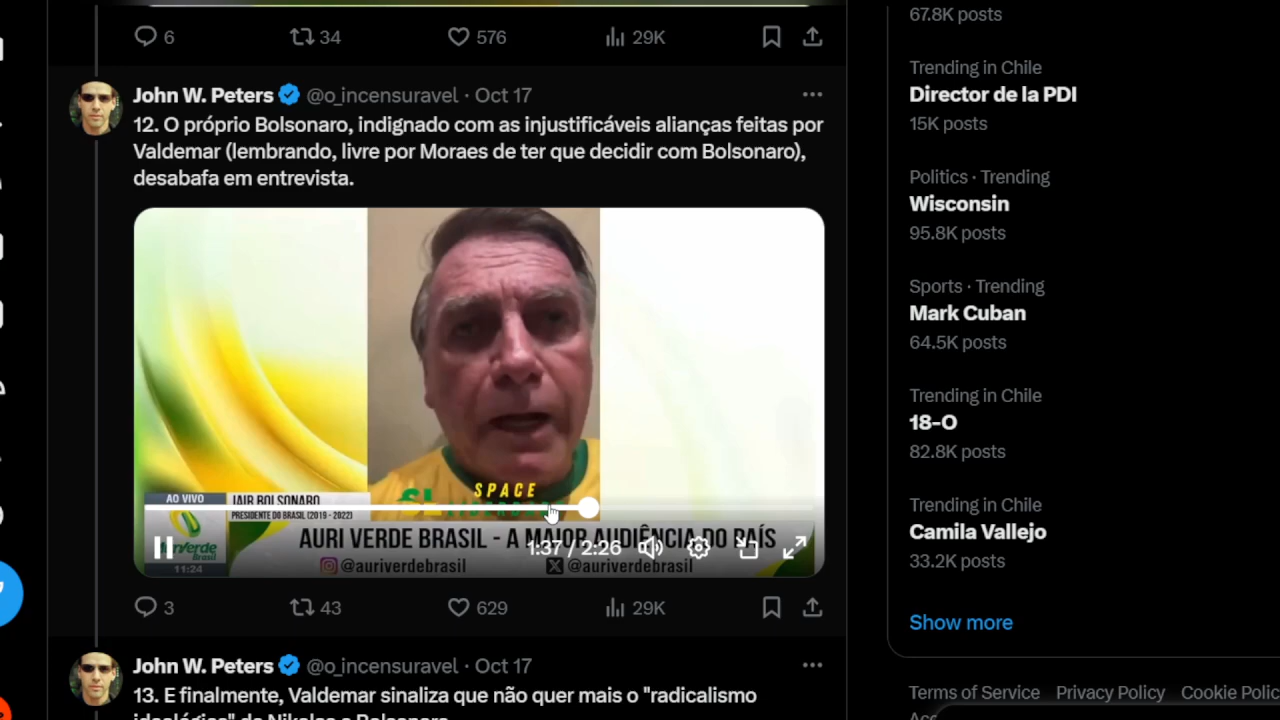 6 34 576 29K
John W. Peters @o_incensuravel · Oct 17
12. O próprio Bolsonaro, indignado com as injustificáveis alianças feitas por
Valdemar (lembrando, livre por Moraes de ter que decidir com Bolsonaro),
desabafa em entrevista.
SPACE
AO VIVO
JAIR BOLSONARO
PRESIDENTE DO BRASIL (2019 - 2022)
AuriVerde
Brasil
11:24
AURI VERDE BRASIL - A MAIOR AUDIÊNCIA DO PAÍS
1:37 / 2:26
@auriverdebrasil @auriverdebrasil
3 43 629 29K
John W. Peters @o_incensuravel · Oct 17
13. E finalmente, Valdemar sinaliza que não quer mais o "radicalismo
ideológico" de Nikolas e Bolsonaro
67.8K posts
Trending in Chile
Director de la PDI
15K posts
Politics · Trending
Wisconsin
95.8K posts
Sports · Trending
Mark Cuban
64.5K posts
Trending in Chile
18-O
82.8K posts
Trending in Chile
Camila Vallejo
33.2K posts
Show more
Terms of Service Privacy Policy